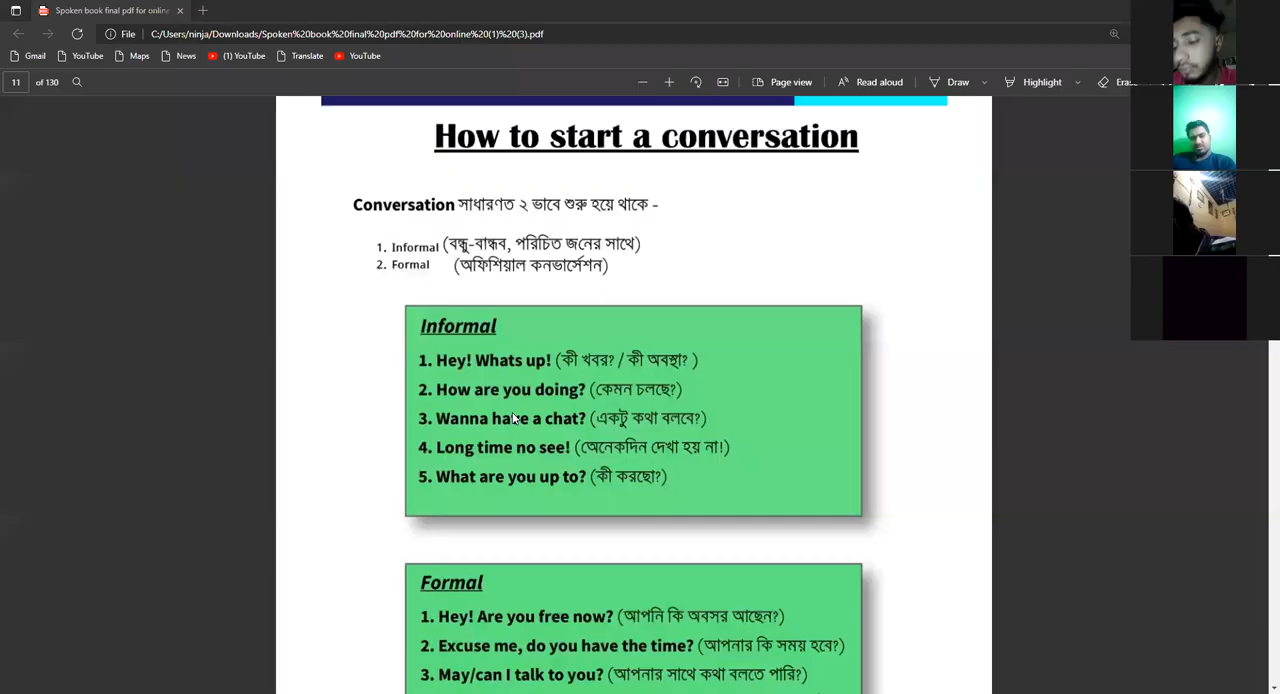 Spoken book final pdf for online
File
C:/Users/ninja/Downloads/Spoken%20book%20final%20pdf%20for%20online%20(1)%20(3).pdf
Gmail YouTube Maps News (1) YouTube Translate YouTube
11 of 130 Page view Read aloud Draw Highlight Eras
How to start a conversation
Conversation সাধারণত ২ ভাবে শুরু হয়ে থাকে -
1. Informal (বন্ধু-বান্ধব, পরিচিত জনের সাথে)
2. Formal (অফিশিয়াল কনভার্সেশন)
Informal
1. Hey! Whats up! (কী খবর? / কী অবস্থা? )
2. How are you doing? (কেমন চলছে?)
3. Wanna have a chat? (একটু কথা বলবে?)
4. Long time no see! (অনেকদিন দেখা হয় না!)
5. What are you up to? (কী করছো?)
Formal
1. Hey! Are you free now? (আপনি কি অবসর আছেন?)
2. Excuse me, do you have the time? (আপনার কি সময় হবে?)
3. May/can I talk to you? (আপনার সাথে কথা বলতে পারি?)